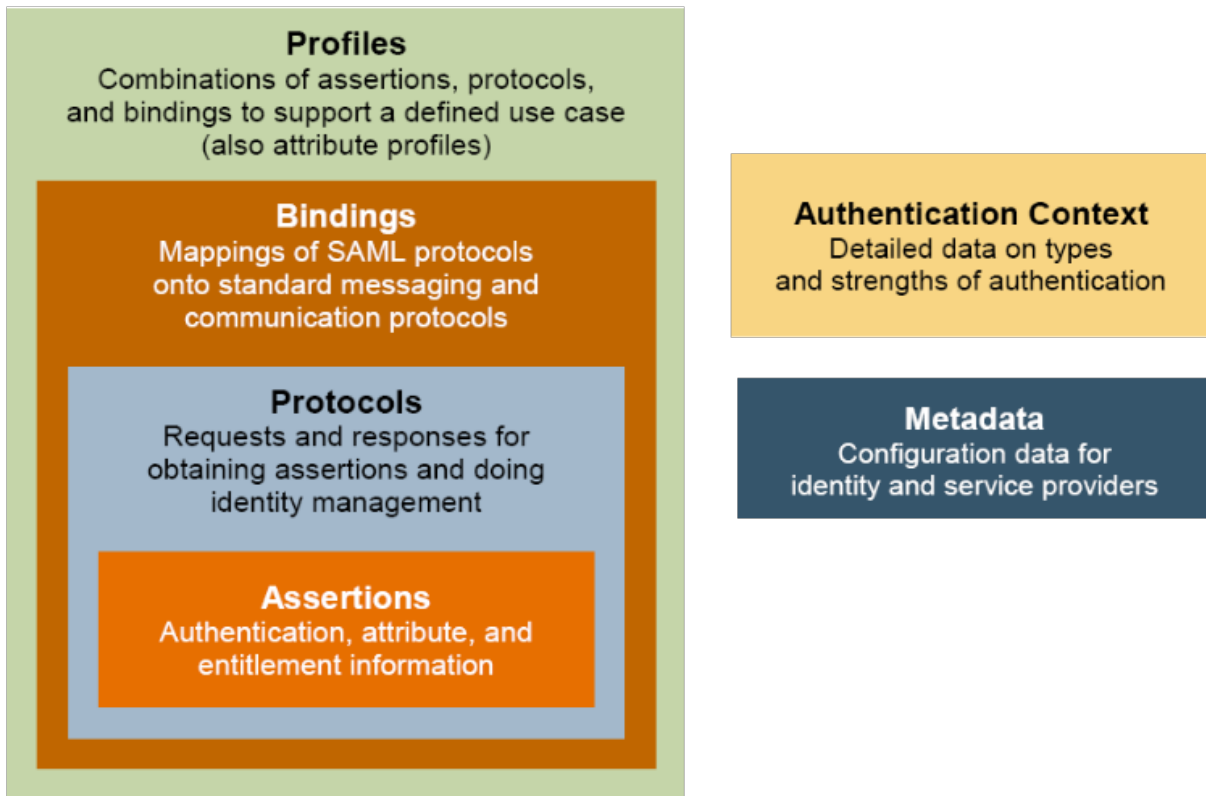 Profiles
Combinations of assertions, protocols,
and bindings to support a defined use case
(also attribute profiles)
Bindings
Mappings of SAML protocols
onto standard messaging and
communication protocols
Protocols
Requests and responses for
obtaining assertions and doing
identity management
Assertions
Authentication, attribute, and
entitlement information
Authentication Context
Detailed data on types
and strengths of authentication
Metadata
Configuration data for
identity and service providers